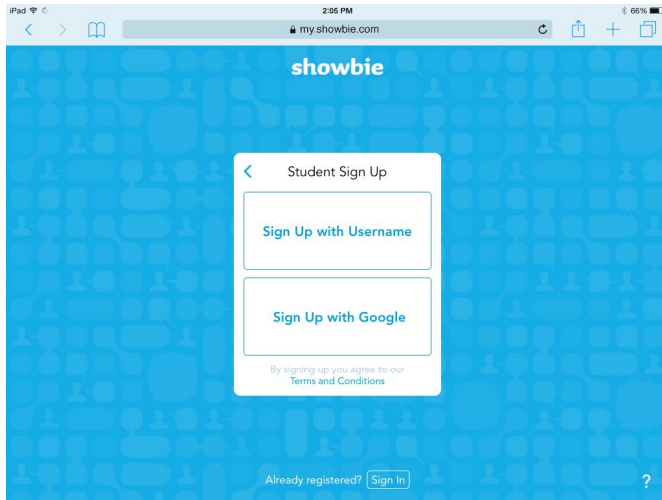 iPad 2:05 PM 66%
my.showbie.com
showbie
Student Sign Up
Sign Up with Username
Sign Up with Google
By signing up you agree to our
Terms and Conditions
Already registered? Sign In
?